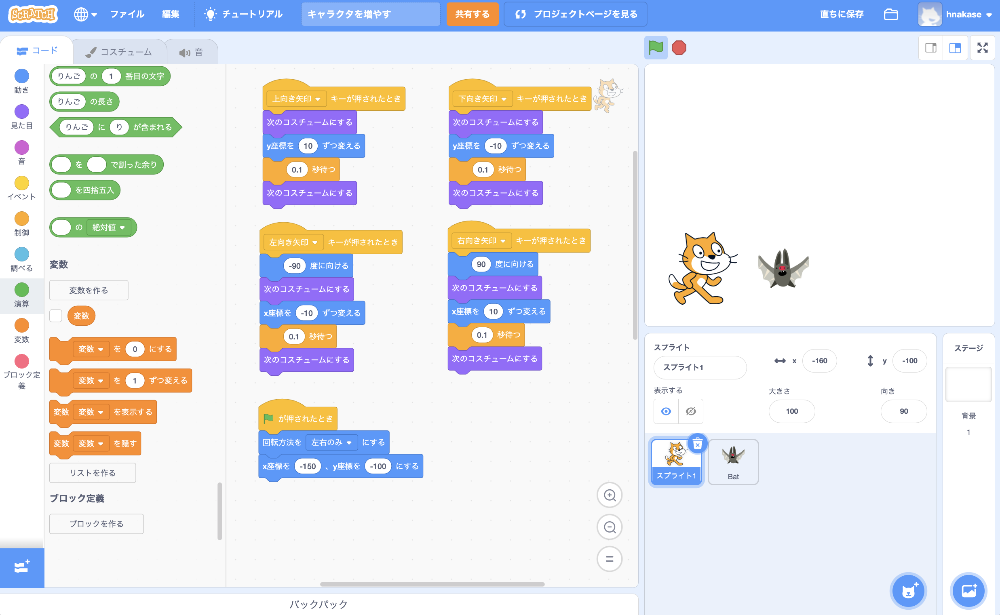 SCRATCH
ファイル 編集 チュートリアル キャラクタを増やす 共有する プロジェクトページを見る 直ちに保存 hnakase
コード コスチューム 音
動き
見た目
音
イベント
制御
調べる
演算
変数
ブロック定
義
りんご の 1 番目の文字
りんご の長さ
りんご に り が含まれる
を で割った余り
を四捨五入
の 絶対値
変数
変数を作る
変数
変数 を 0 にする
変数 を 1 ずつ変える
変数 変数 を表示する
変数 変数 を隠す
リストを作る
ブロック定義
ブロックを作る
上向き矢印 キーが押されたとき
次のコスチュームにする
y座標を 10 ずつ変える
0.1 秒待つ
次のコスチュームにする
下向き矢印 キーが押されたとき
次のコスチュームにする
y座標を -10 ずつ変える
0.1 秒待つ
次のコスチュームにする
左向き矢印 キーが押されたとき
-90 度に向ける
次のコスチュームにする
x座標を -10 ずつ変える
0.1 秒待つ
次のコスチュームにする
右向き矢印 キーが押されたとき
90 度に向ける
次のコスチュームにする
x座標を 10 ずつ変える
0.1 秒待つ
次のコスチュームにする
が押されたとき
回転方法を 左右のみ にする
x座標を -150 、y座標を -100 にする
バックパック
スプライト
スプライト1 x -160 y -100
表示する 大きさ 向き
100 90
スプライト1 Bat
ステージ
背景
1